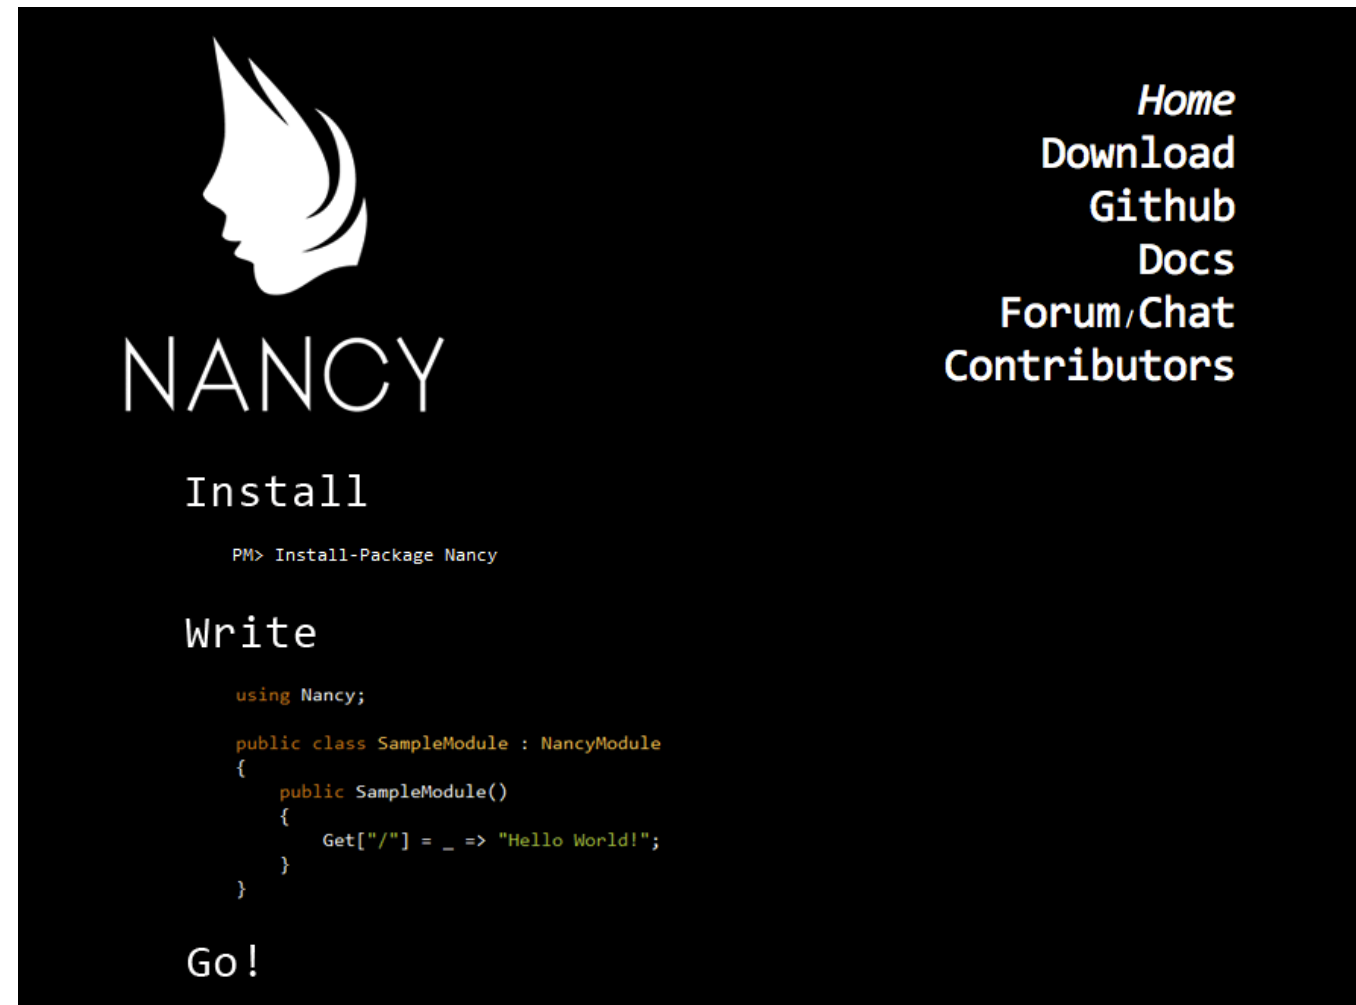 NANCY
Home
Download
Github
Docs
Forum/Chat
Contributors
Install
PM> Install-Package Nancy
Write
using Nancy;
public class SampleModule : NancyModule
{
    public SampleModule()
    {
        Get["/"] = _ => "Hello World!";
    }
}
Go!